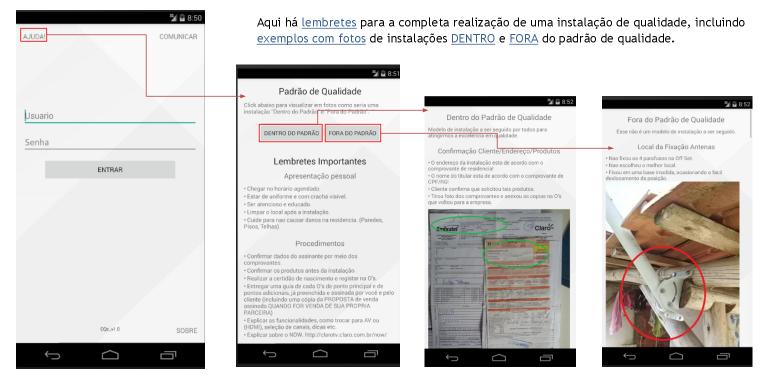 Aqui há lembretes para a completa realização de uma instalação de qualidade, incluindo
exemplos com fotos de instalações DENTRO e FORA do padrão de qualidade.
8:50
AJUDA!
COMUNICAR
Usuario
Senha
ENTRAR
SOBRE
8:51
Padrão de Qualidade
Click abaixo para visualizar em fotos como seria uma
instalação "Dentro do Padrão" e "Fora do Padrão".
DENTRO DO PADRÃO
FORA DO PADRÃO
Lembretes Importantes
Apresentação pessoal
• Chegar no horário agendado.
• Estar de uniforme e com crachá visivel.
• Ser atencioso e educado.
• Limpar o local após a instalação.
• Cuide para nao causar danos na residencia. (Paredes,
Pisos, Telhas).
Procedimentos
• Confirmar dados do assinante por meio dos
comprovantes.
• Confirmar os produtos antes da instalação
• Realizar a certidão de nascimento e registar na O's.
• Entregar uma guia de cada O's de ponto principal e de
pontos adicionais, já preenchida e assinada por você e pelo
cliente (incluindo uma cópia da PROPOSTA de venda
assinado QUANDO FOR VENDA DE SUA PROPRIA
PARCEIRA)
• Explicar as funcionalidades, como trocar para AV ou
(HDMI), seleção de canais, dicas etc.
• Explicar sobre o NOW. http://clarotv.claro.com.br/now/
8:52
Dentro do Padrão de Qualidade
Modelo de instalação a ser seguido por todos para
atingirmos a excelência em qualidade.
Confirmação Cliente/Endereço/Produtos
• O endereço da instalação esta de acordo com o
comprovante de residencia!
• O nome do titular esta de acordo com o comprovante de
CPF/RG!
• Cliente confirma que solicitou tais produtos.
• Tirou foto dos comprovantes e anexou as copias na O's
que voltou para a empresa.
Embratel
Claro
8:52
Fora do Padrão de Qualidade
Esse não é um modelo de instalação a ser seguido.
Local da Fixação Antenas
• Nao fixou os 4 parafusos no Off Set.
• Nao escolheu o melhor local.
• Fixou em uma base movida, ocasionando o fácil
deslocamento da posição.